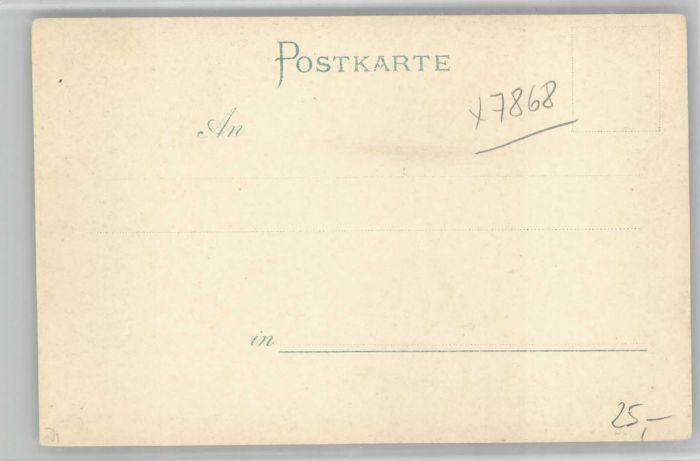 POSTKARTE
x7868
An
in
25,-